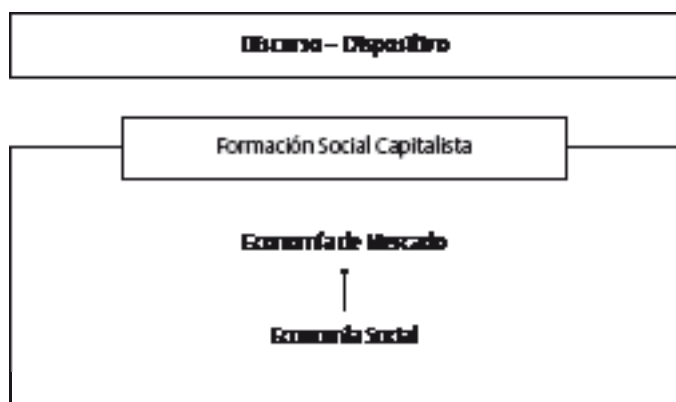 Discurso – Dispositivo
Formación Social Capitalista
Economía de Mercado
Economía Social